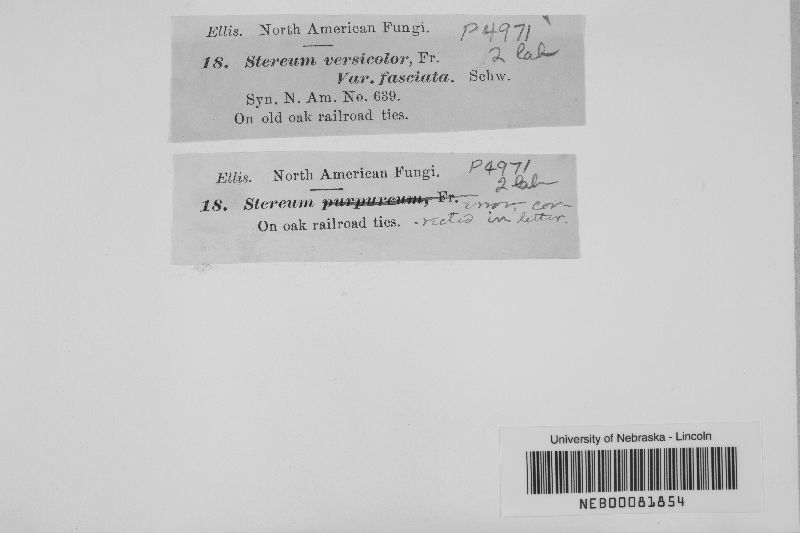 Ellis. North American Fungi. P4971
2 lab
18. Stereum versicolor, Fr.
Var. fasciata. Schw.
Syn. N. Am. No. 639.
On old oak railroad ties.
Ellis. North American Fungi. P4971
2 lab
18. Stereum purpureum, Fr. error, cor-
On oak railroad ties. -rected in letter.
University of Nebraska - Lincoln
NEB00081854